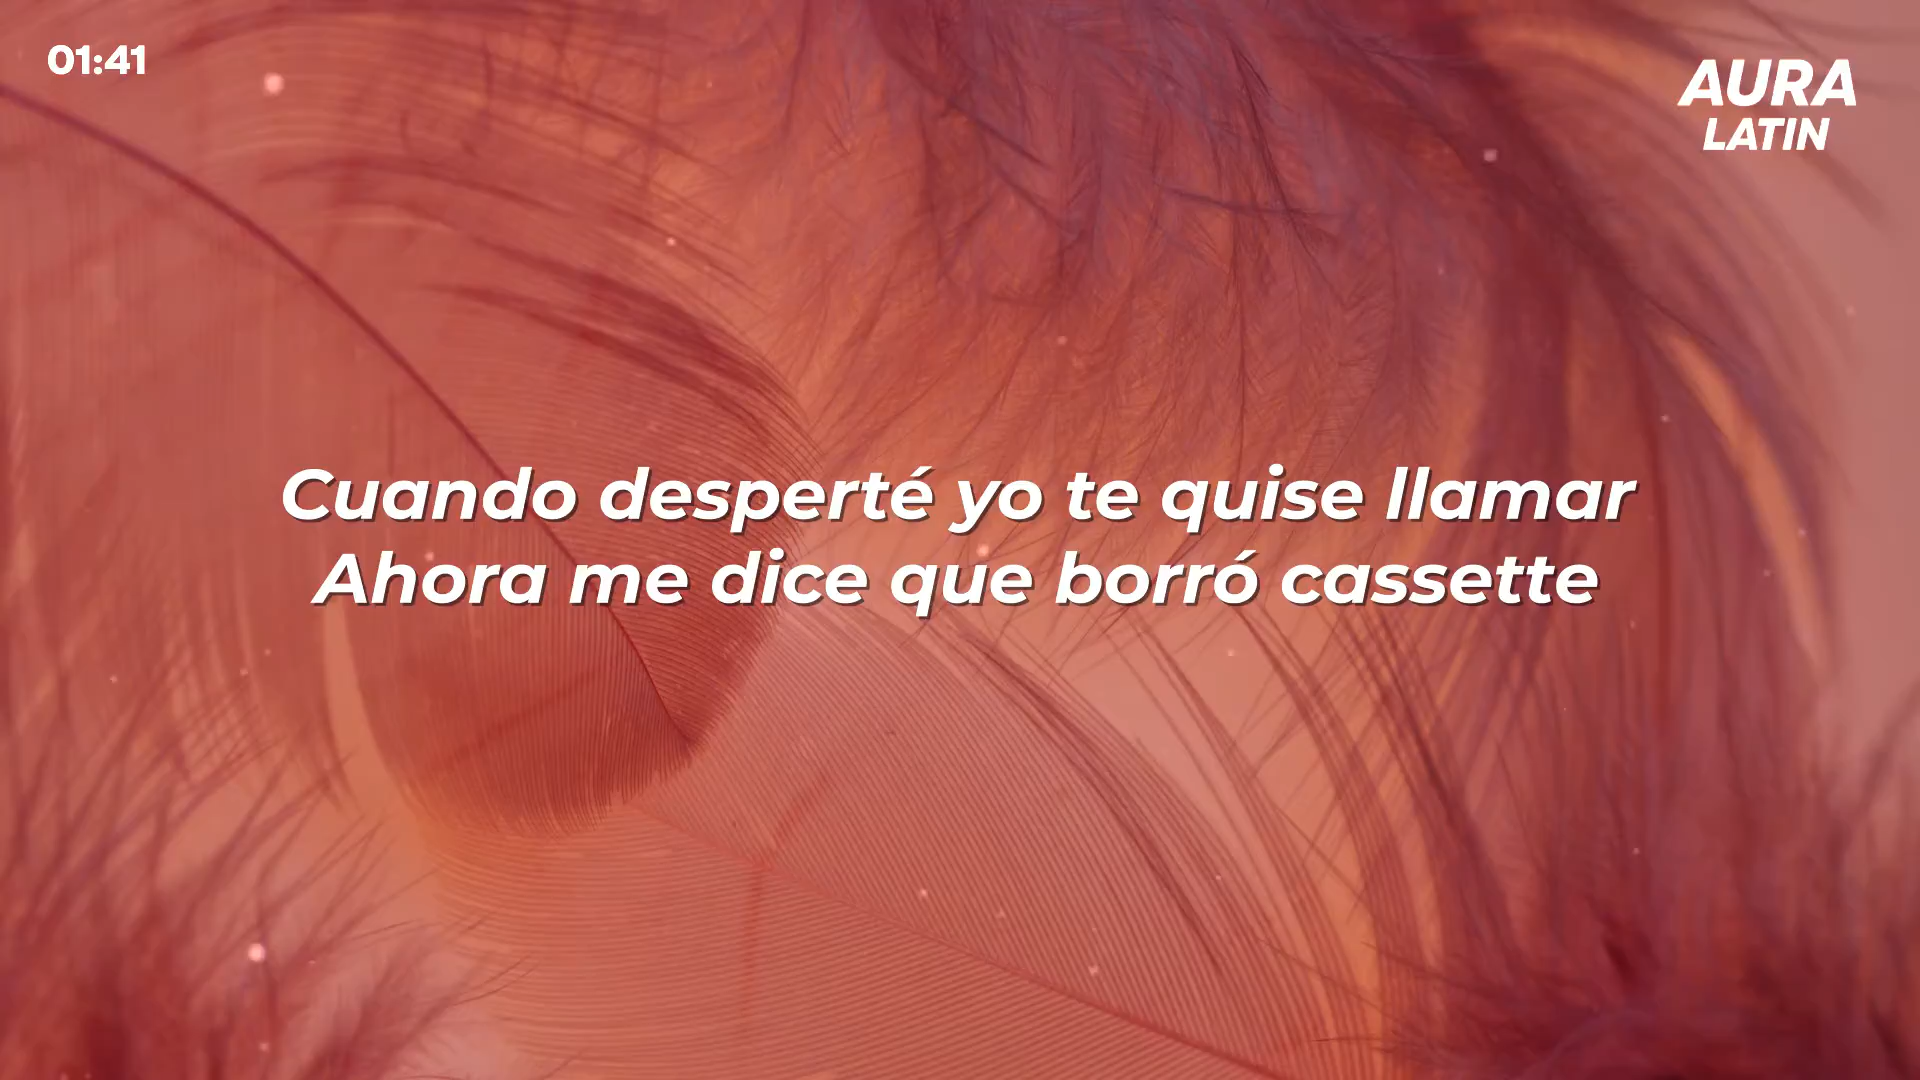 01:41
AURA
LATIN
Cuando desperté yo te quise llamar
Ahora me dice que borró cassette